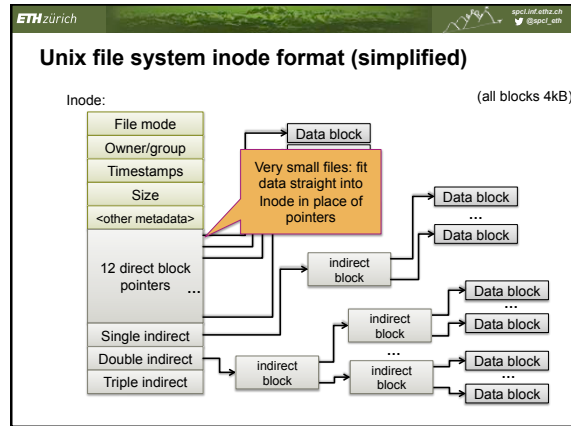 ETH zürich
spcl.inf.ethz.ch
@spcl_eth
Unix file system inode format (simplified)
Inode:
(all blocks 4kB)
File mode
Owner/group
Timestamps
Size
<other metadata>
12 direct block
pointers
...
Single indirect
Double indirect
Triple indirect
Data block
Very small files: fit
data straight into
Inode in place of
pointers
indirect
block
Data block
...
Data block
indirect
block
indirect
block
...
indirect
block
Data block
...
Data block
Data block
...
Data block